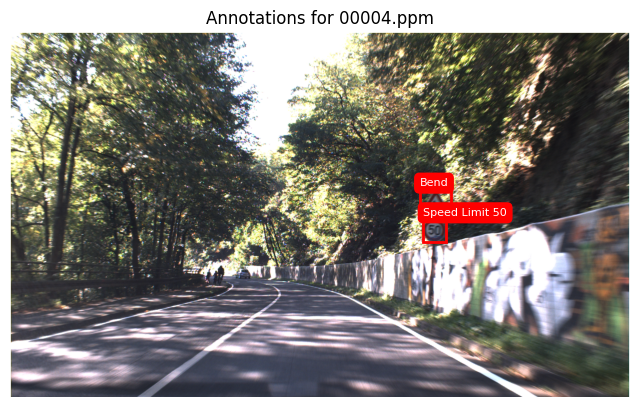 Annotations for 00004.ppm
Bend
Speed Limit 50
50